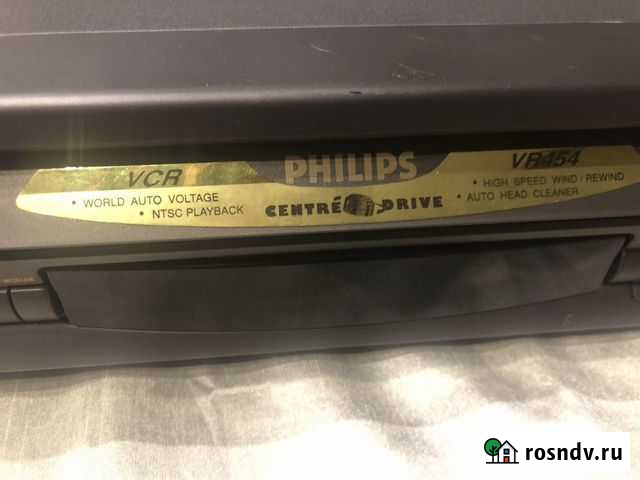 VCR
• WORLD AUTO VOLTAGE
• NTSC PLAYBACK
PHILIPS
CENTRE DRIVE
VR454
• HIGH SPEED WIND / REWIND
• AUTO HEAD CLEANER
rosndv.ru